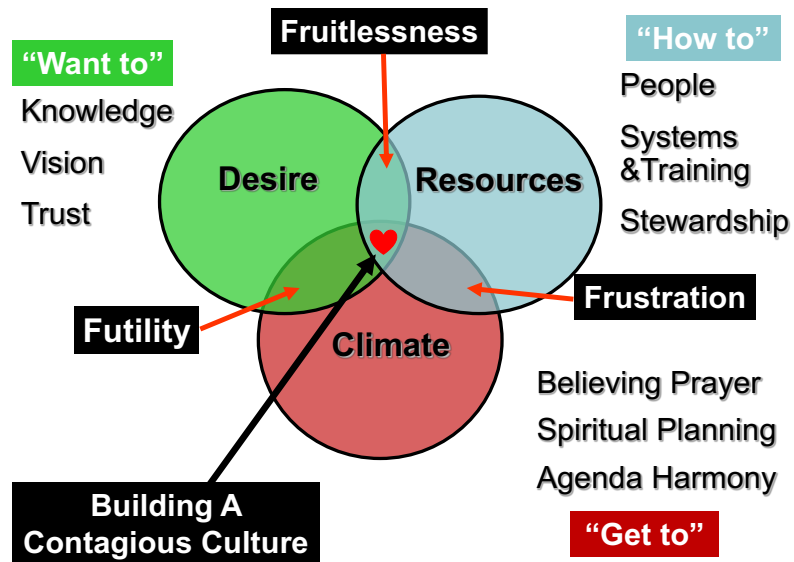 Fruitlessness
“Want to”
Knowledge
Vision
Trust
“How to”
People
Systems
&Training
Stewardship
Desire
Resources
Climate
Futility
Frustration
Believing Prayer
Spiritual Planning
Agenda Harmony
“Get to”
Building A
Contagious Culture